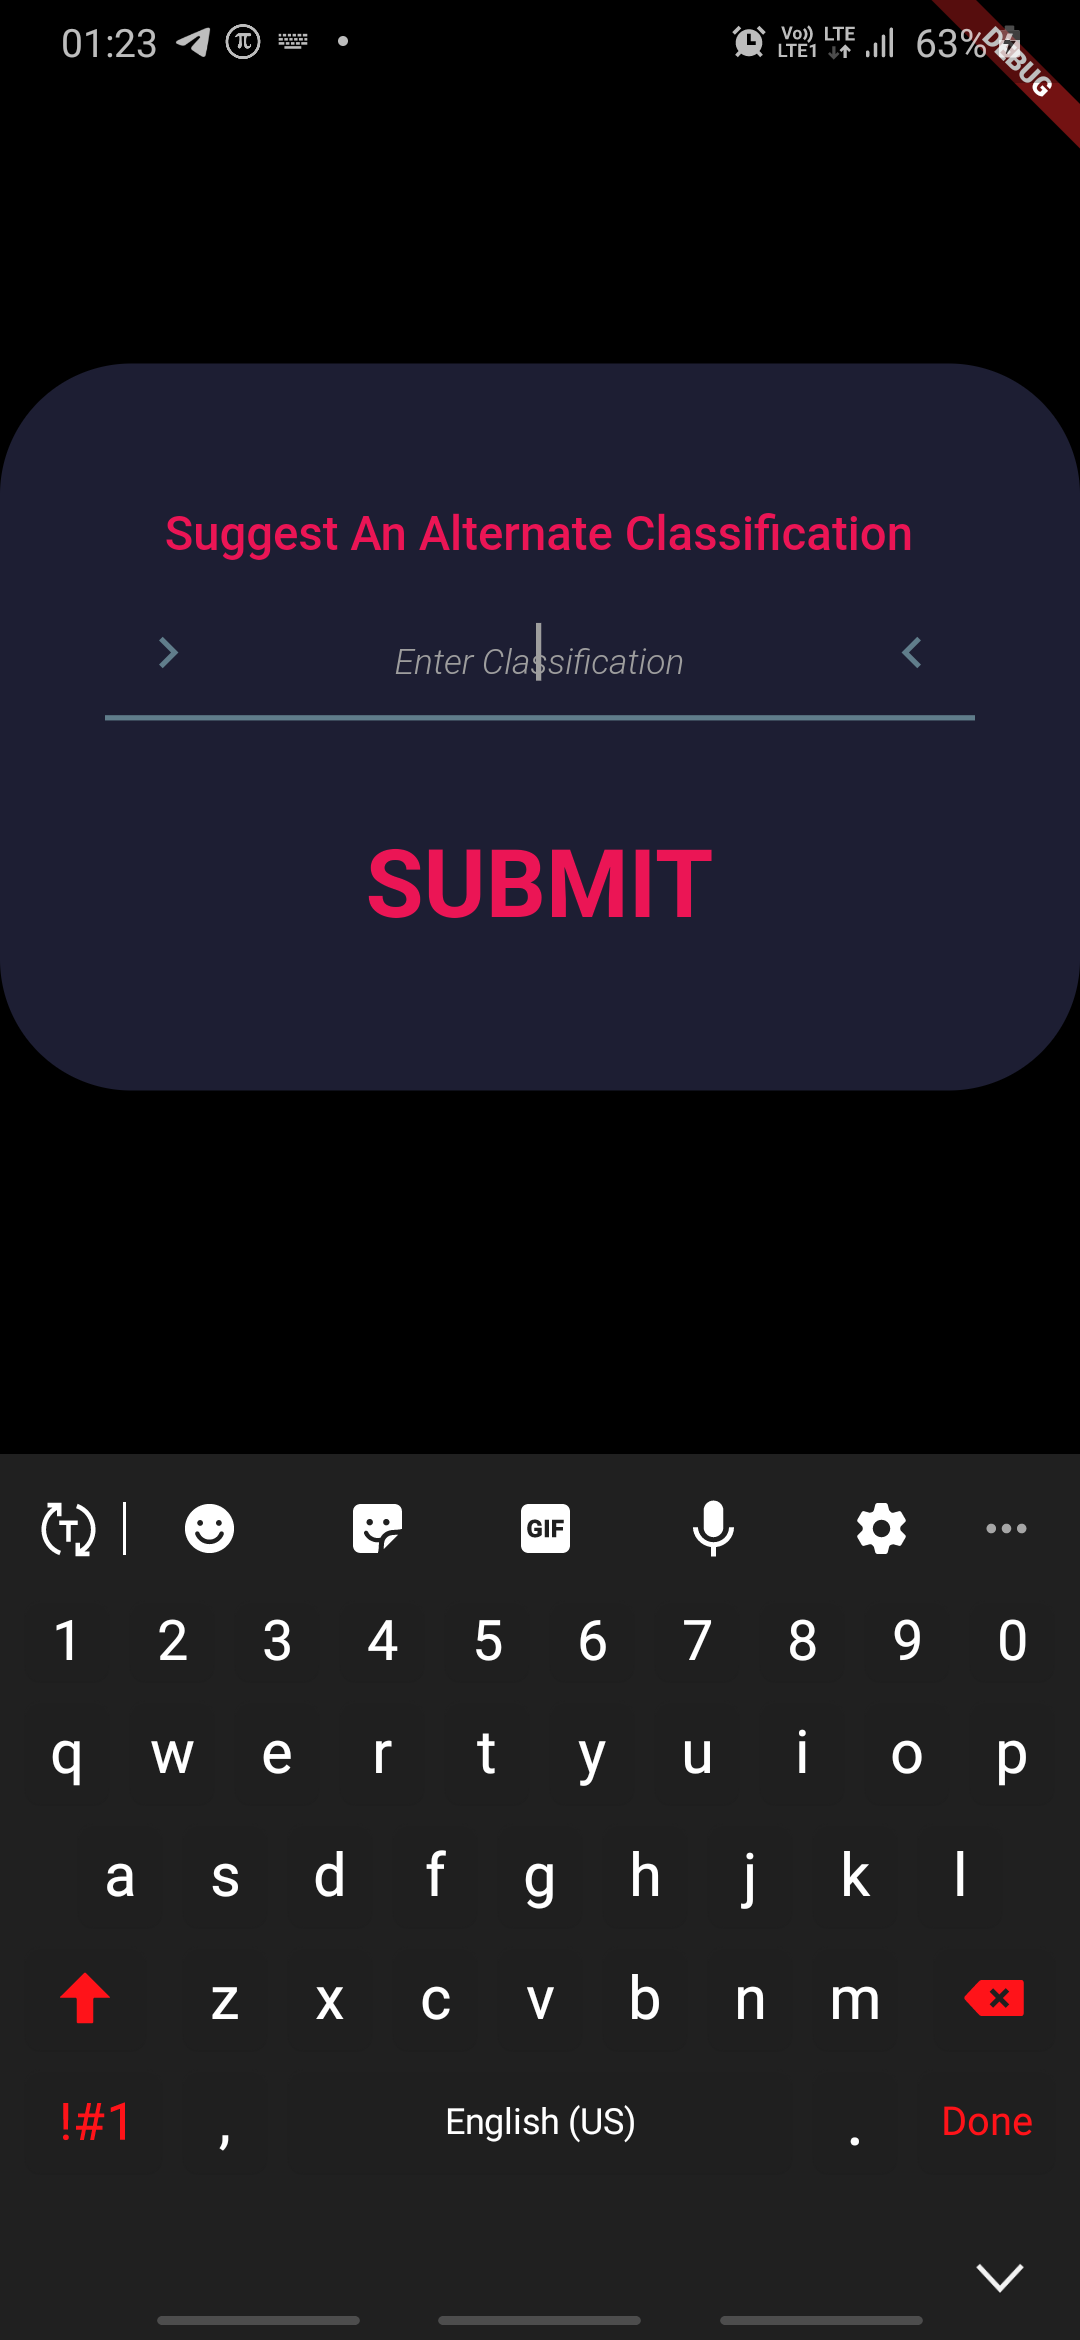 01:23 Vo)) LTE 63%
LTE1
DEBUG
Suggest An Alternate Classification
Enter Classification
SUBMIT
T GIF
1 2 3 4 5 6 7 8 9 0
q w e r t y u i o p
a s d f g h j k l
z x c v b n m
!#1 , English (US) . Done